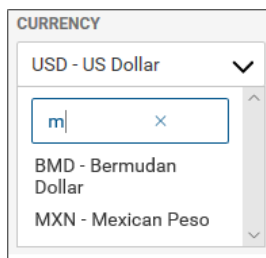 CURRENCY
USD - US Dollar
m
BMD - Bermudan
Dollar
MXN - Mexican Peso